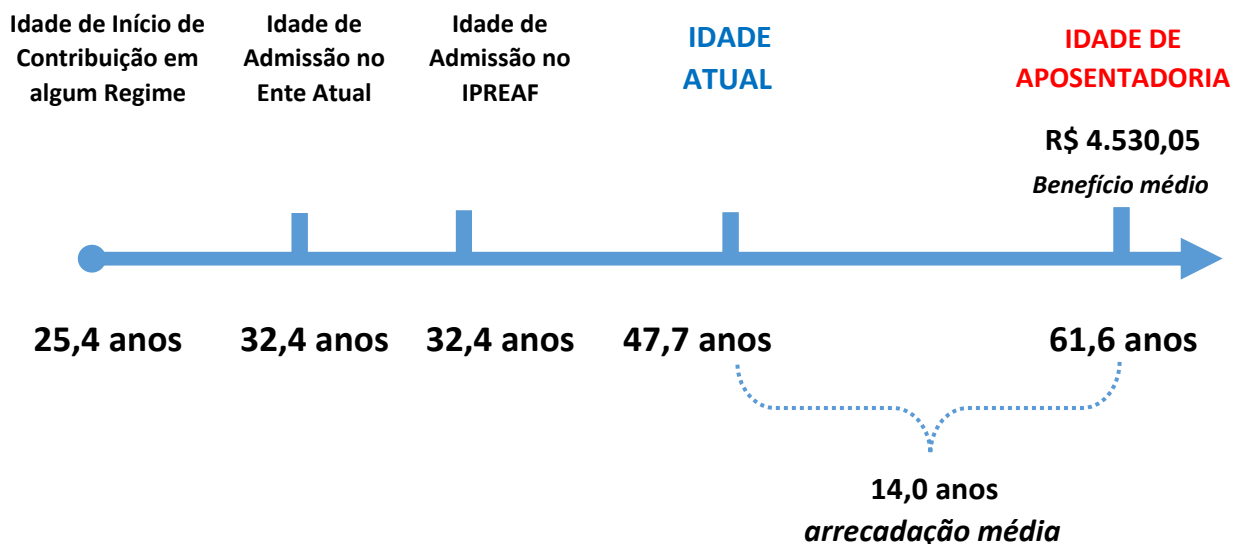 Idade de Início de
Contribuição em
algum Regime
Idade de
Admissão no
Ente Atual
Idade de
Admissão no
IPREAF
IDADE
ATUAL
IDADE DE
APOSENTADORIA
R$ 4.530,05
Benefício médio
25,4 anos
32,4 anos
32,4 anos
47,7 anos
61,6 anos
14,0 anos
arrecadação média